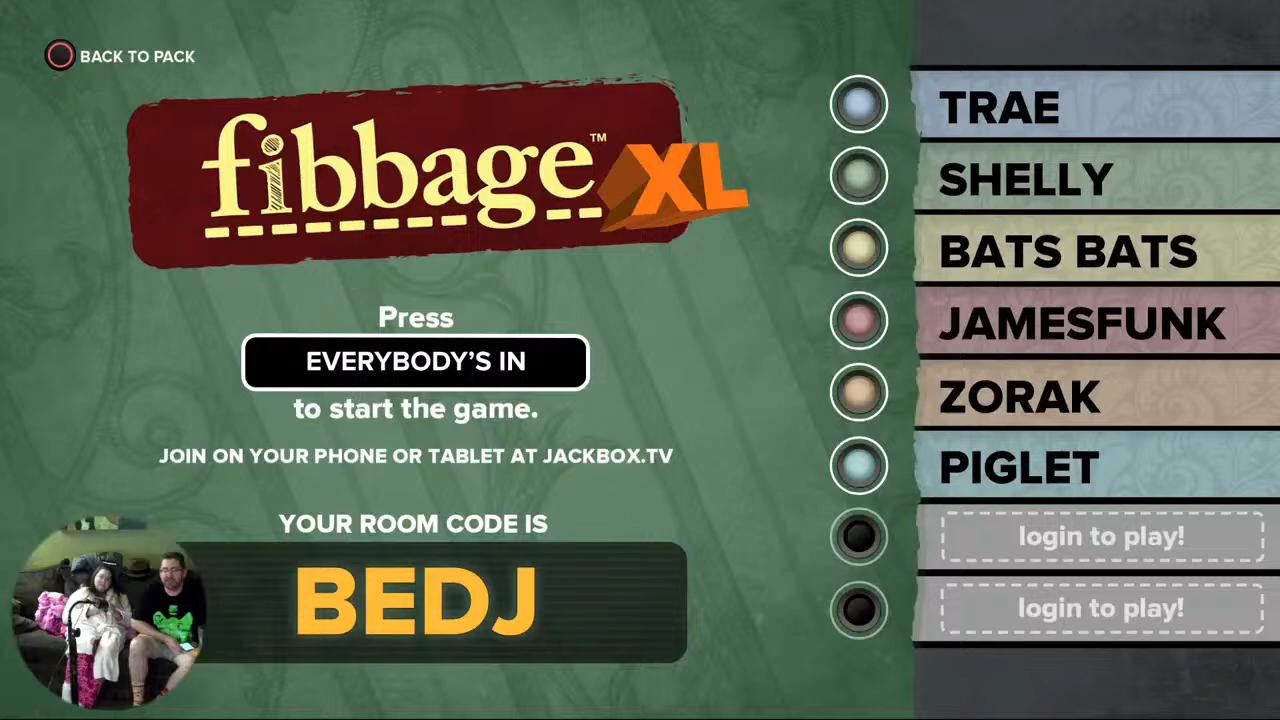 BACK TO PACK
fibbage™ XL
Press
EVERYBODY'S IN
to start the game.
JOIN ON YOUR PHONE OR TABLET AT JACKBOX.TV
YOUR ROOM CODE IS
BEDJ
TRAE
SHELLY
BATS BATS
JAMESFUNK
ZORAK
PIGLET
login to play!
login to play!